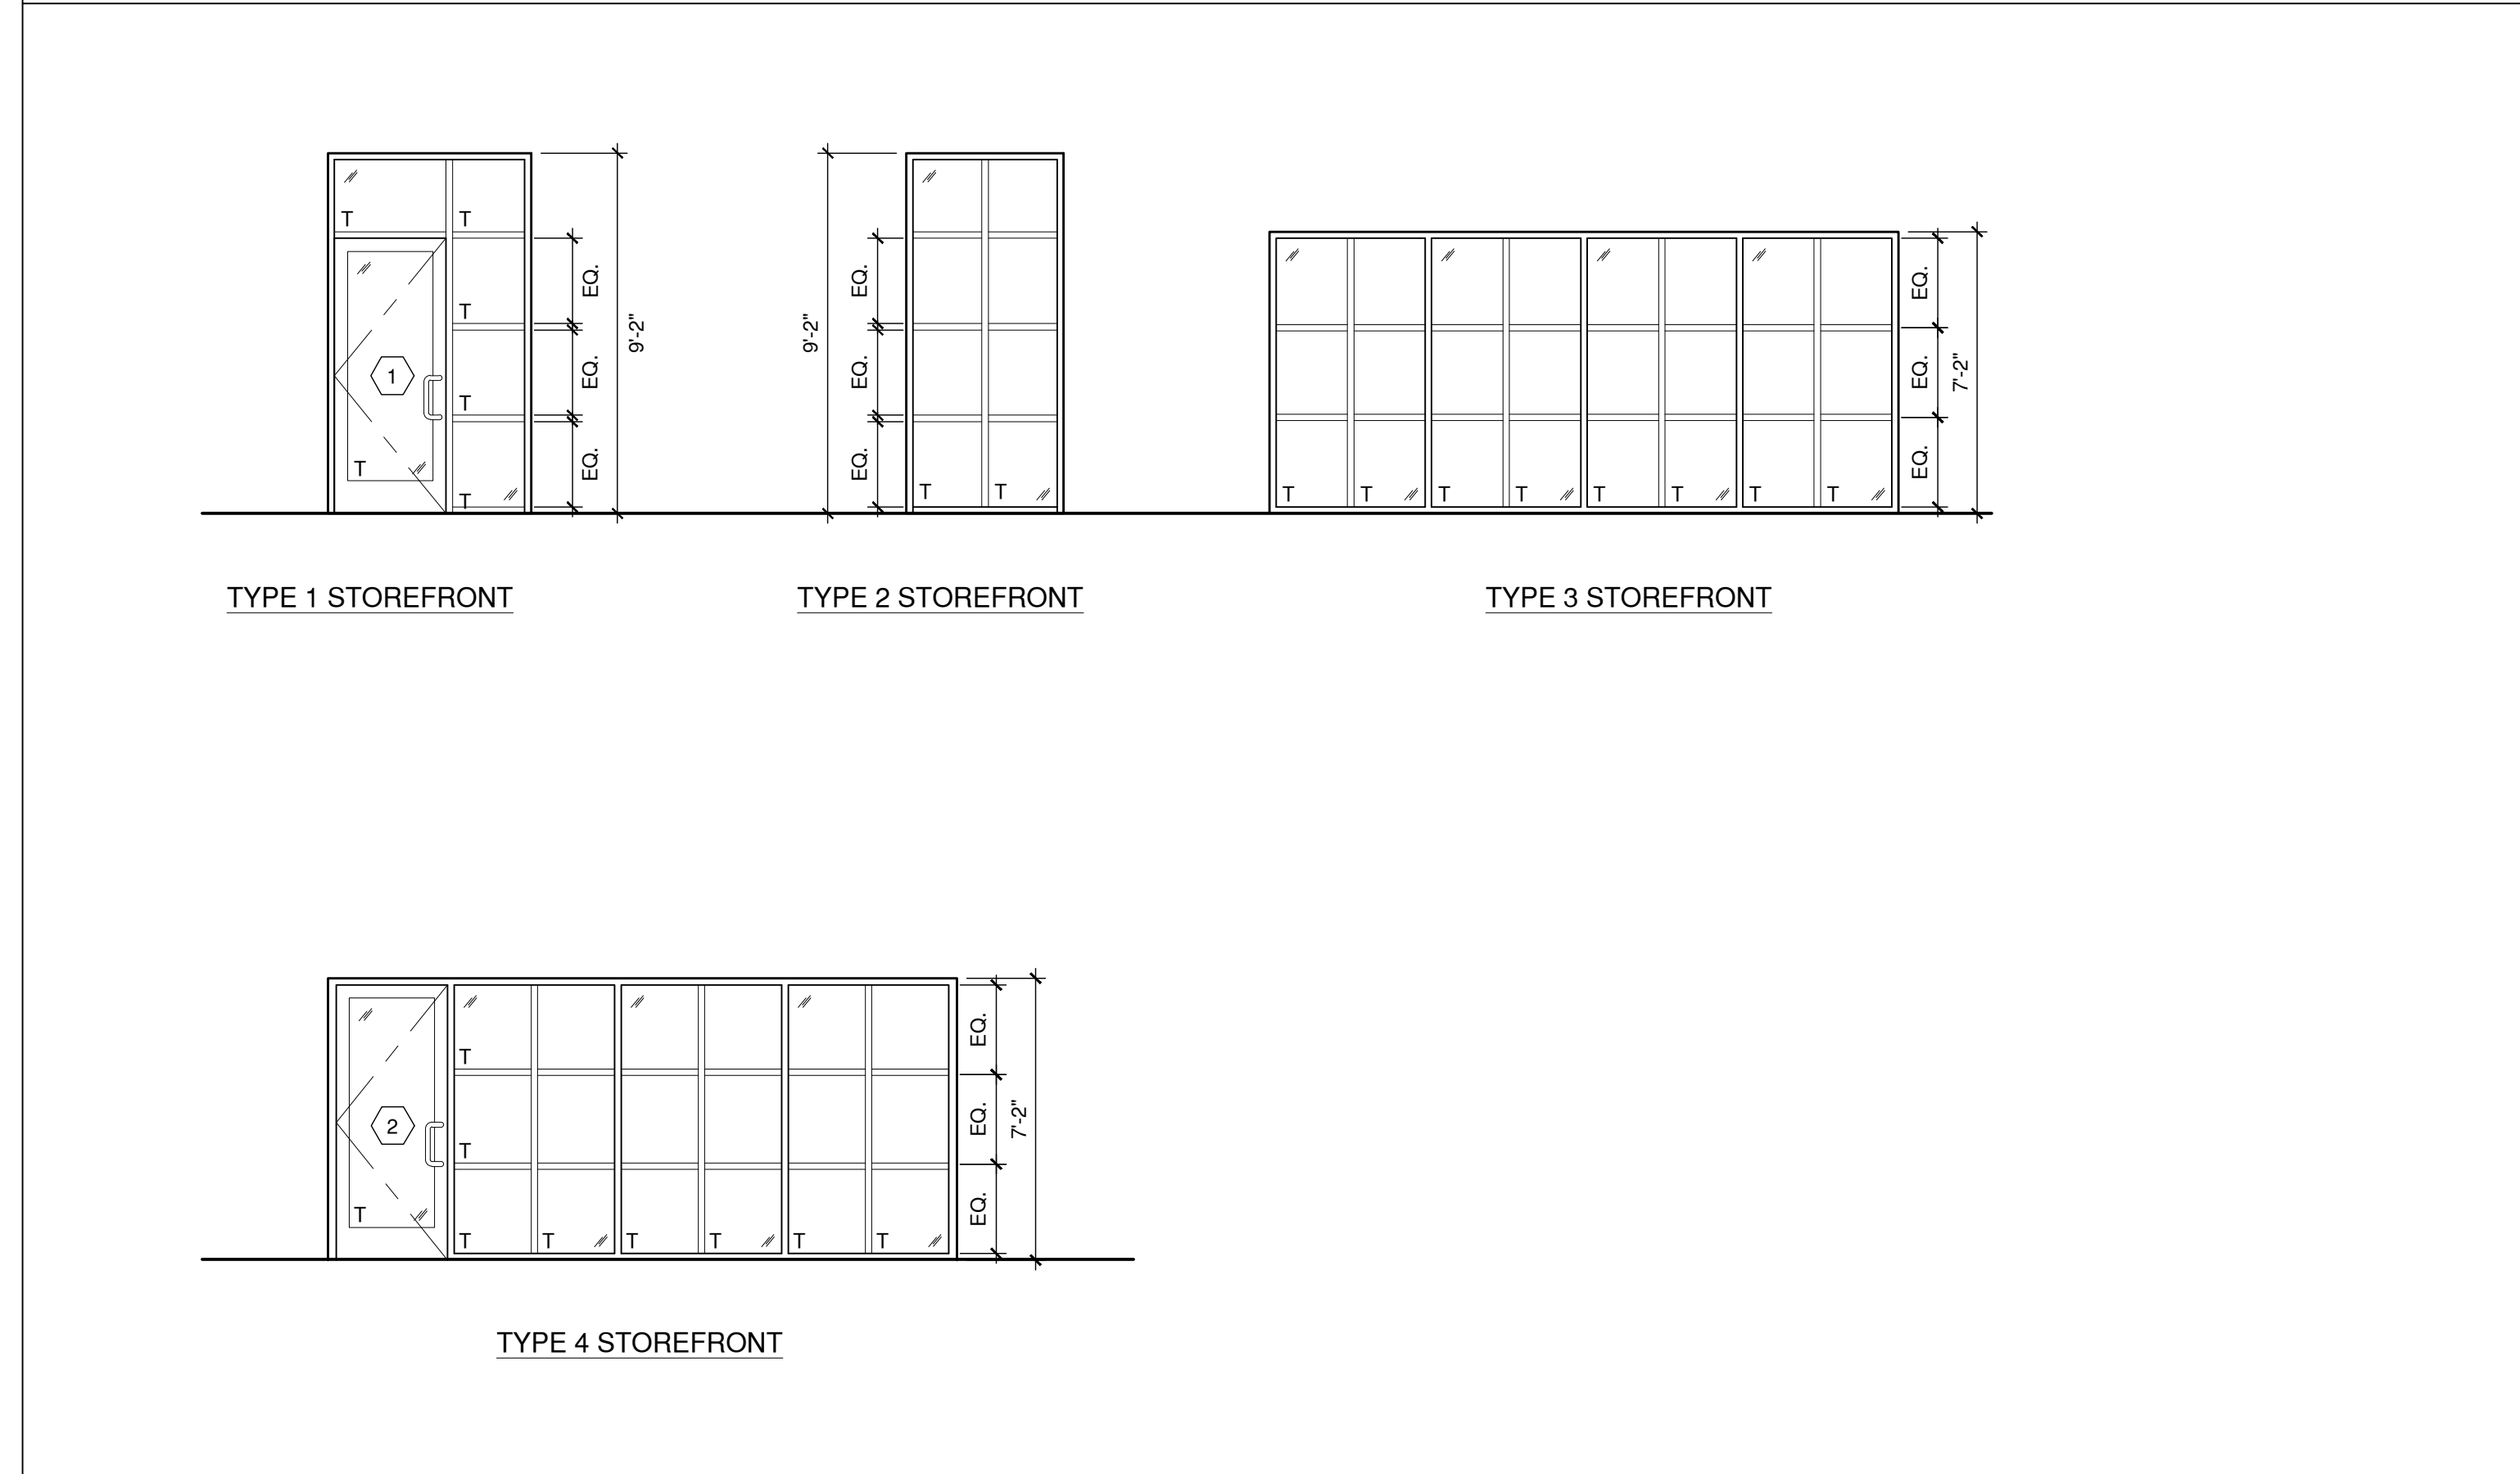 T
T
T
T
T
T
1
EQ.
EQ.
EQ.
9'-2"
TYPE 1 STOREFRONT
9'-2"
EQ.
EQ.
EQ.
T
T
TYPE 2 STOREFRONT
T
T
T
T
T
T
T
T
EQ.
EQ.
EQ.
7'-2"
TYPE 3 STOREFRONT
2
T
T
T
T
T
T
T
T
T
EQ.
EQ.
EQ.
7'-2"
TYPE 4 STOREFRONT